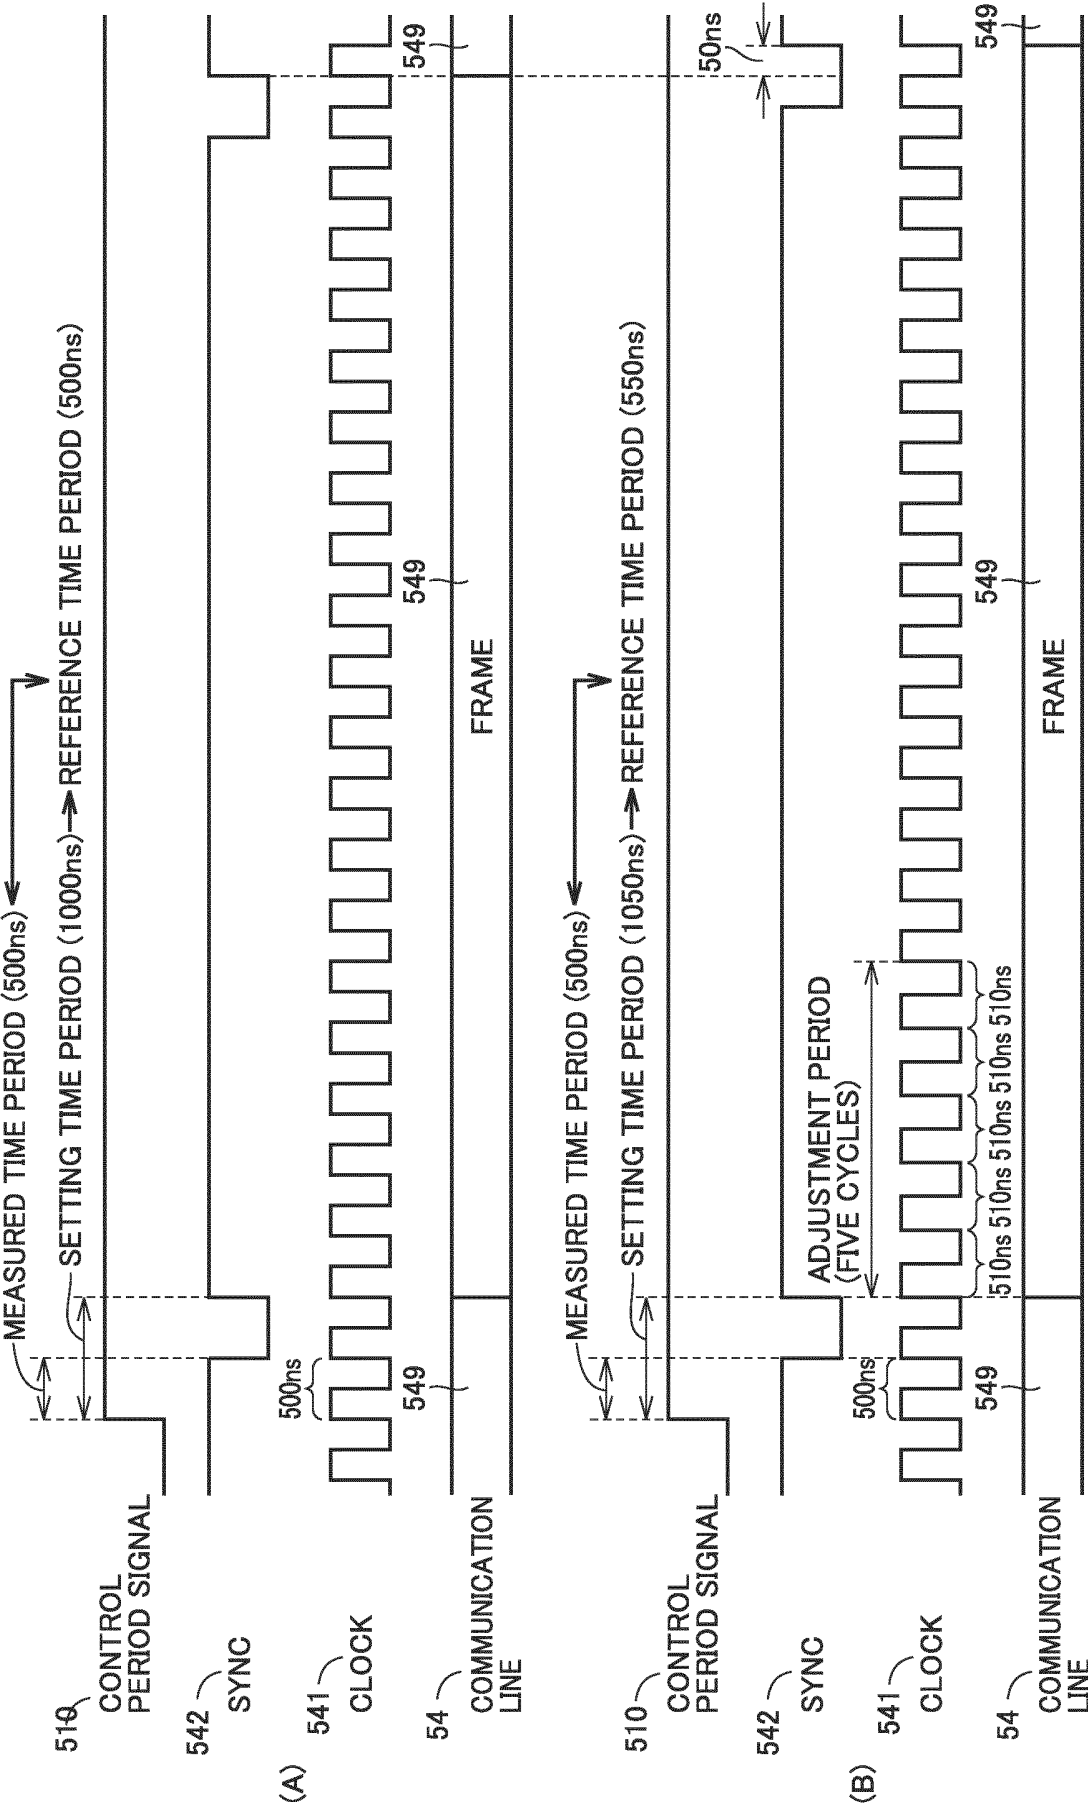 MEASURED TIME PERIOD (500ns)
SETTING TIME PERIOD (1000ns)
REFERENCE TIME PERIOD (500ns)
510
CONTROL
PERIOD SIGNAL
542
SYNC
500ns
541
CLOCK
549
549
549
54
COMMUNICATION
LINE
FRAME
(A)
MEASURED TIME PERIOD (500ns)
SETTING TIME PERIOD (1050ns)
REFERENCE TIME PERIOD (550ns)
510
CONTROL
PERIOD SIGNAL
50ns
542
SYNC
ADJUSTMENT PERIOD
(FIVE CYCLES)
500ns
541
CLOCK
510ns 510ns 510ns 510ns 510ns
549
549
549
54
COMMUNICATION
LINE
FRAME
(B)